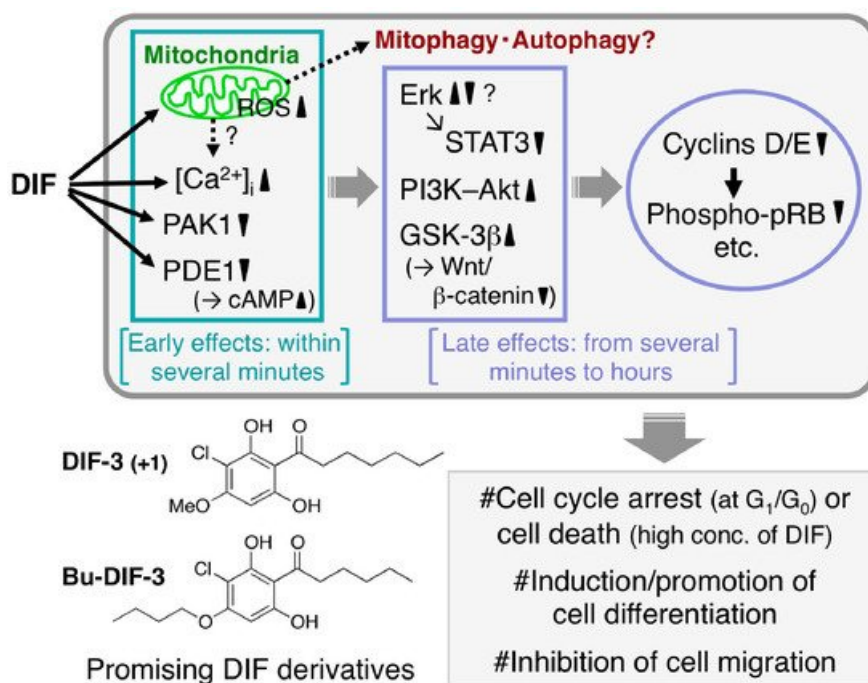 Mitochondria
ROS▲
?
Mitophagy·Autophagy?
DIF
[Ca²⁺]ᵢ▲
PAK1▼
PDE1▼
(→ cAMP▲)
Erk▲▼?
↘STAT3▼
PI3K–Akt▲
GSK-3β▲
(→ Wnt/
β-catenin▼)
Cyclins D/E▼
Phospho-pRB▼
etc.
[Early effects: within
several minutes]
[Late effects: from several
minutes to hours]
DIF-3 (+1)
OH
O
Cl
MeO
OH
Bu-DIF-3
OH
O
Cl
O
OH
Promising DIF derivatives
#Cell cycle arrest (at G₁/G₀) or
cell death (high conc. of DIF)
#Induction/promotion of
cell differentiation
#Inhibition of cell migration